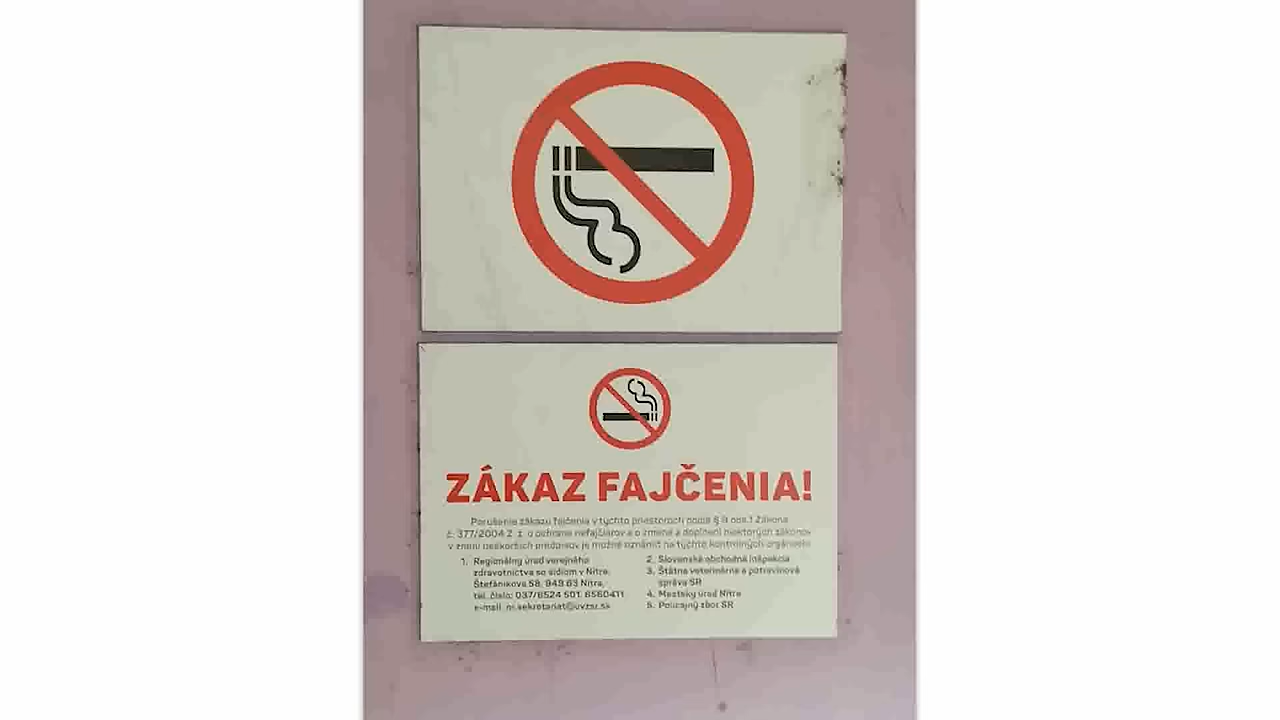 ZÁKAZ FAJČENIA!
Porušenie zákazu fajčenia v týchto priestoroch podľa § 8 ods.1 Zákona
č. 377/2004 Z. z. o ochrane nefajčiarov a o zmene a doplnení niektorých zákonov
v znení neskorších predpisov je možné oznámiť na týchto kontrolných orgánoch:
1. Regionálny úrad verejného
zdravotníctva so sídlom v Nitre,
Štefánikova 58, 949 63 Nitra,
tel. číslo: 037/6524 501, 6560411
e-mail: nr.sekretariat@uvzsr.sk
2. Slovenská obchodná inšpekcia
3. Štátna veterinárna a potravinová
správa SR
4. Mestský úrad Nitra
5. Policajný zbor SR